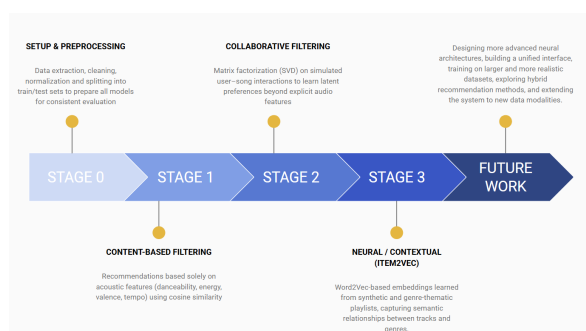 SETUP & PREPROCESSING
Data extraction, cleaning,
normalization and splitting into
train/test sets to prepare all models
for consistent evaluation
COLLABORATIVE FILTERING
Matrix factorization (SVD) on simulated
user–song interactions to learn latent
preferences beyond explicit audio
features
Designing more advanced neural
architectures, building a unified interface,
training on larger and more realistic
datasets, exploring hybrid
recommendation methods, and extending
the system to new data modalities.
STAGE 0
STAGE 1
STAGE 2
STAGE 3
FUTURE
WORK
CONTENT-BASED FILTERING
Recommendations based solely on
acoustic features (danceability, energy,
valence, tempo) using cosine similarity
NEURAL / CONTEXTUAL
(ITEM2VEC)
Word2Vec-based embeddings learned
from synthetic and genre-thematic
playlists, capturing semantic
relationships between tracks and
genres.